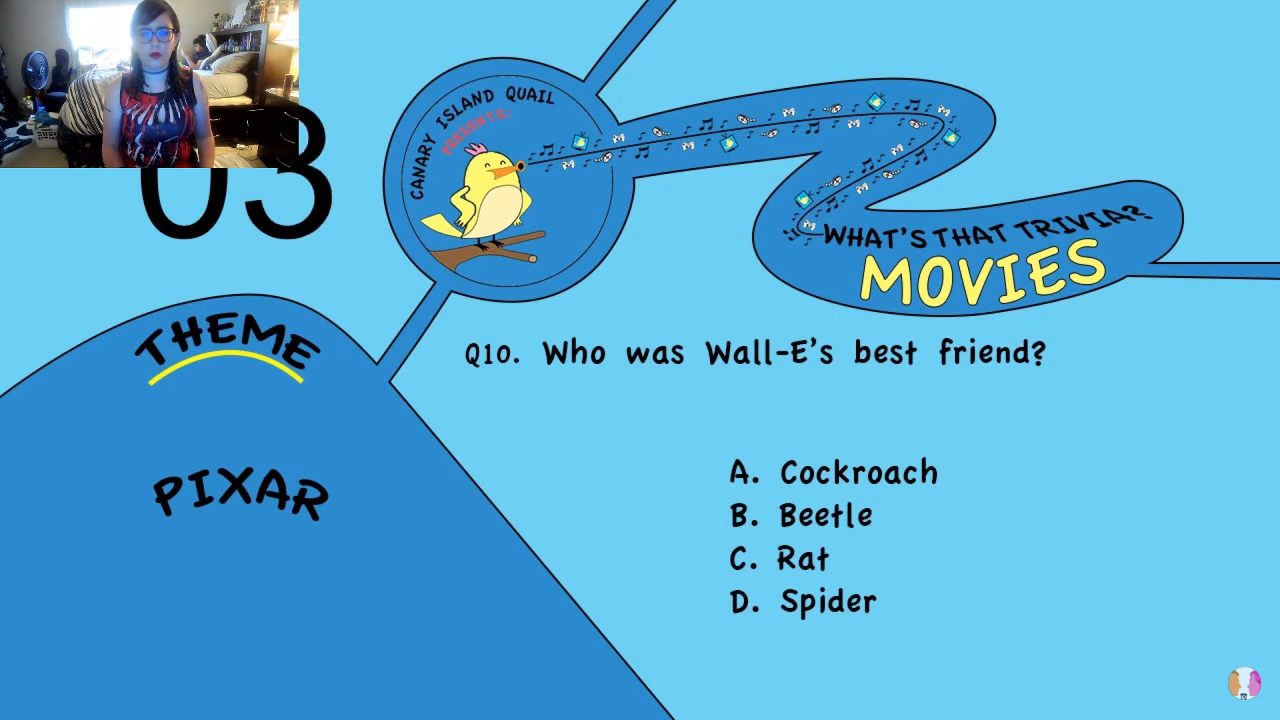 03
CANARY ISLAND QUAIL
PRESENTS:
WHAT'S THAT TRIVIA?
MOVIES
THEME
PIXAR
Q10. Who was Wall-E's best friend?
A. Cockroach
B. Beetle
C. Rat
D. Spider